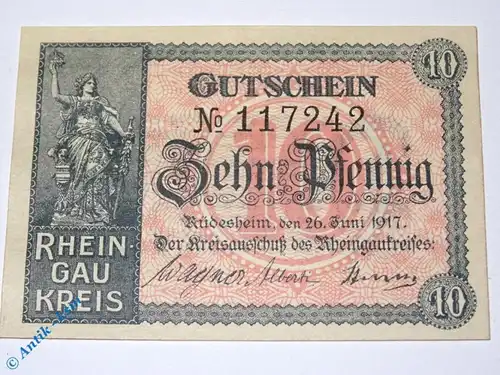 10
GUTSCHEIN
№ 117242
Zehn Pfennig
Rüdesheim, den 26. Juni 1917.
Der Kreisausschuß des Rheingaukreises:
Wagner
RHEIN-
GAU
KREIS
10
© Antik